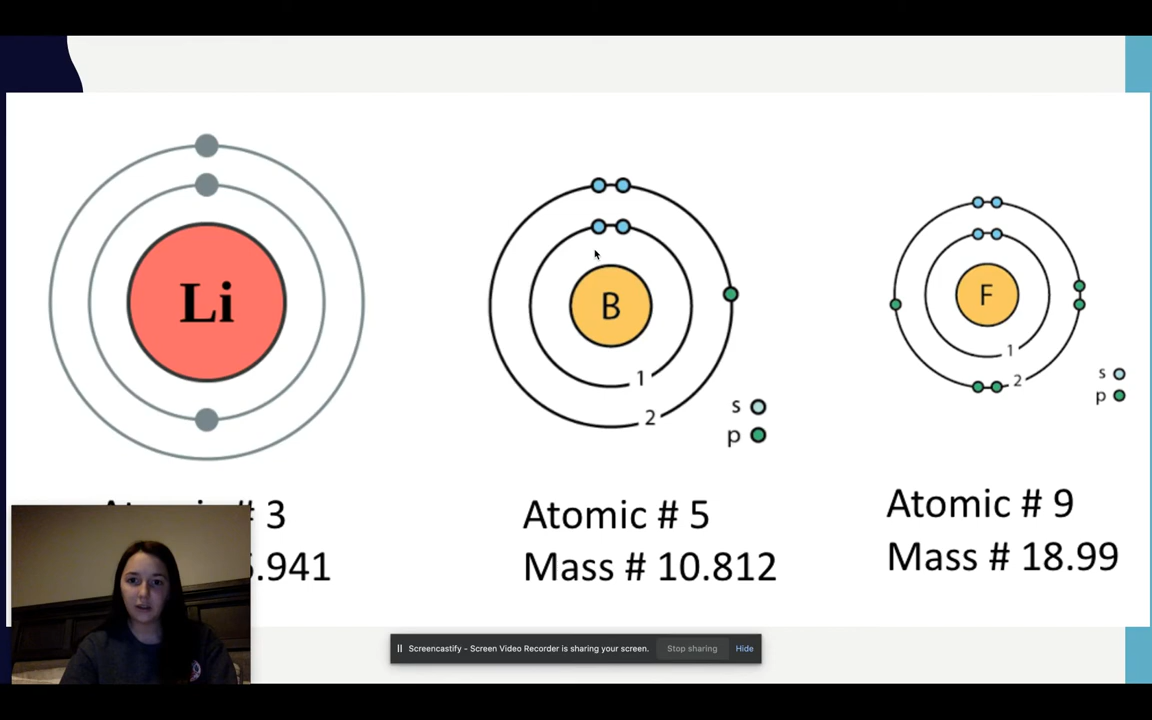 Li
B
1
2
s
p
F
1
2
s
p
# 3
.941
Atomic # 5
Mass # 10.812
Atomic # 9
Mass # 18.99
Screencastify - Screen Video Recorder is sharing your screen.
Stop sharing
Hide